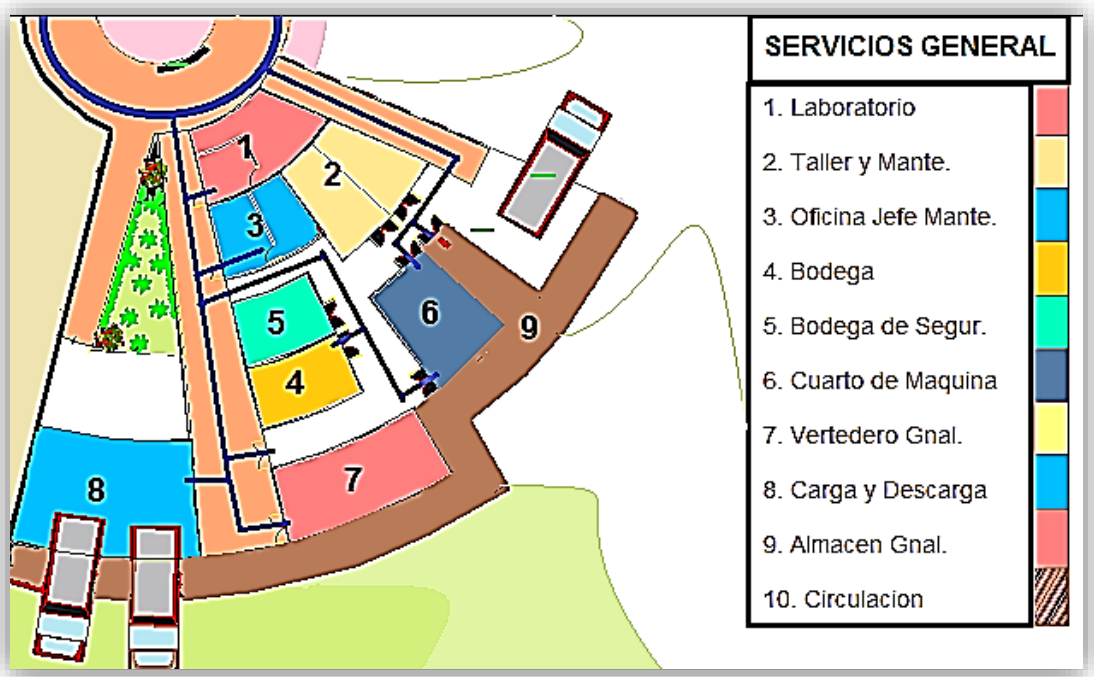 SERVICIOS GENERAL
1. Laboratorio
2. Taller y Mante.
3. Oficina Jefe Mante.
4. Bodega
5. Bodega de Segur.
6. Cuarto de Maquina
7. Vertedero Gnal.
8. Carga y Descarga
9. Almacen Gnal.
10. Circulacion
1
2
3
5
6
9
4
7
8